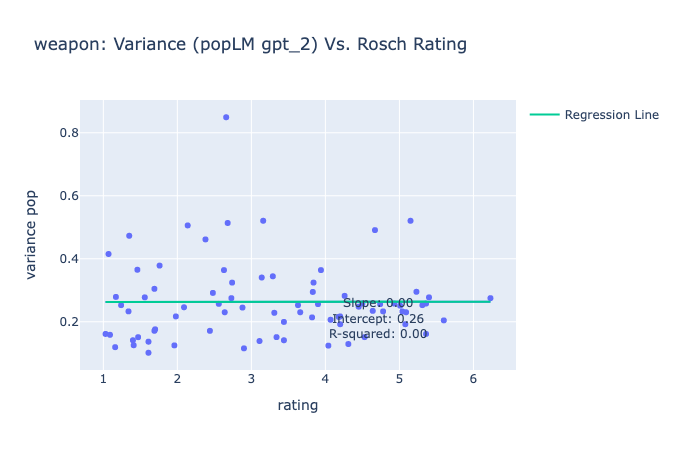 weapon: Variance (popLM gpt_2) Vs. Rosch Rating
Regression Line
0.8
0.6
0.4
0.2
variance pop
Slope: 0.00
Intercept: 0.26
R-squared: 0.00
1 2 3 4 5 6
rating